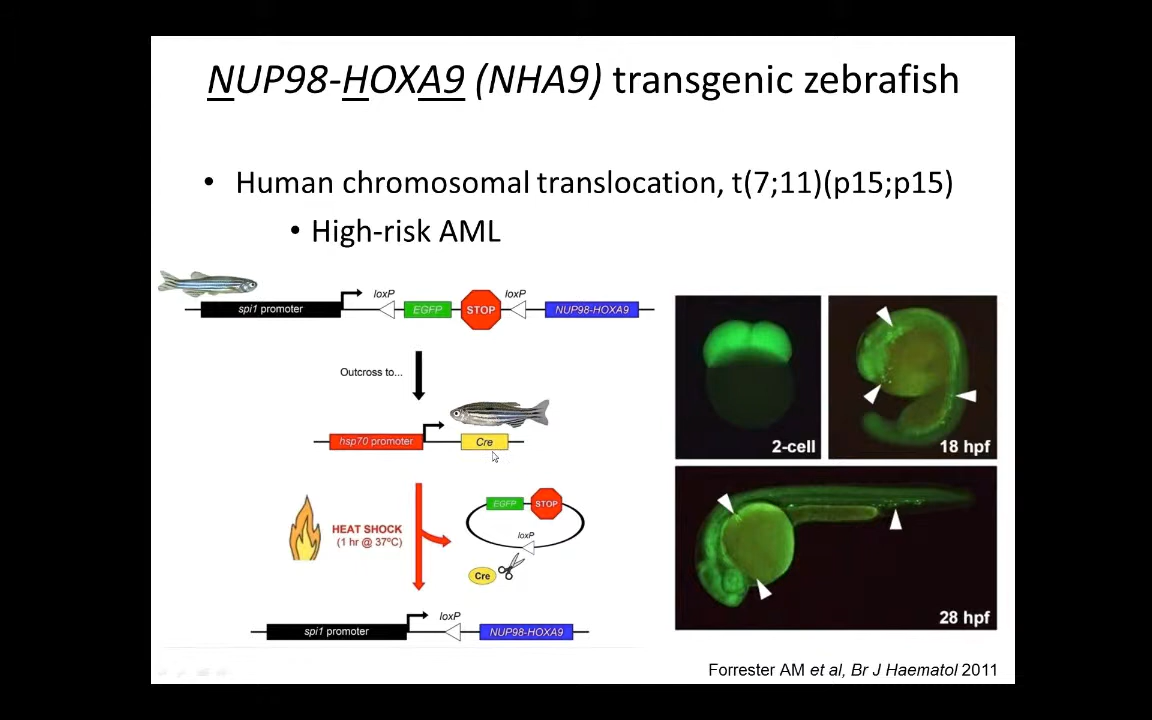 NUP98-HOXA9 (NHA9) transgenic zebrafish
• Human chromosomal translocation, t(7;11)(p15;p15)
• High-risk AML
spi1 promoter
loxP
EGFP
STOP
loxP
NUP98-HOXA9
Outcross to...
hsp70 promoter
Cre
HEAT SHOCK
(1 hr @ 37ºC)
EGFP
STOP
loxP
Cre
spi1 promoter
loxP
NUP98-HOXA9
2-cell
18 hpf
28 hpf
Forrester AM et al, Br J Haematol 2011